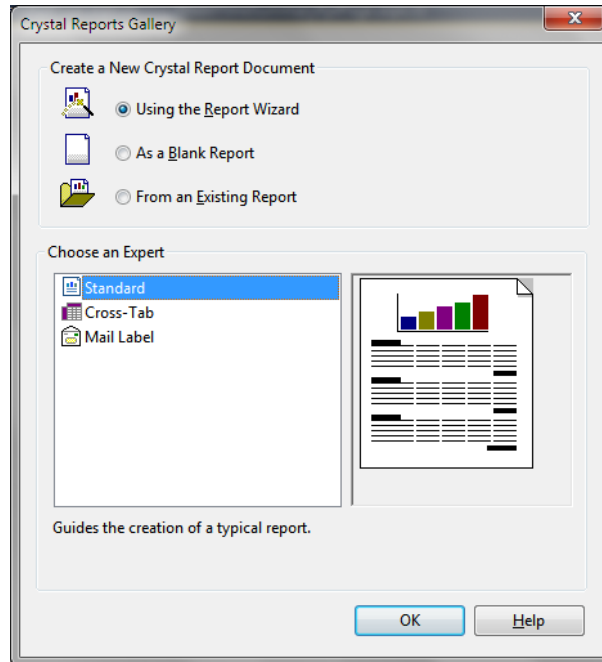 Crystal Reports Gallery
Create a New Crystal Report Document
Using the Report Wizard
As a Blank Report
From an Existing Report
Choose an Expert
Standard
Cross-Tab
Mail Label
Guides the creation of a typical report.
OK
Help